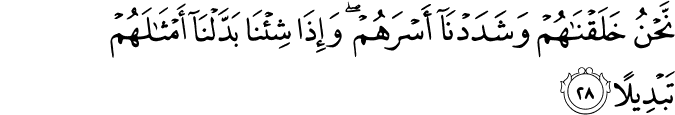 نَّحۡنُ خَلَقۡنَٰهُمۡ وَشَدَدۡنَآ أَسۡرَهُمۡۖ وَإِذَا شِئۡنَا بَدَّلۡنَآ أَمۡثَٰلَهُمۡ
تَبۡدِيلًا ٢٨